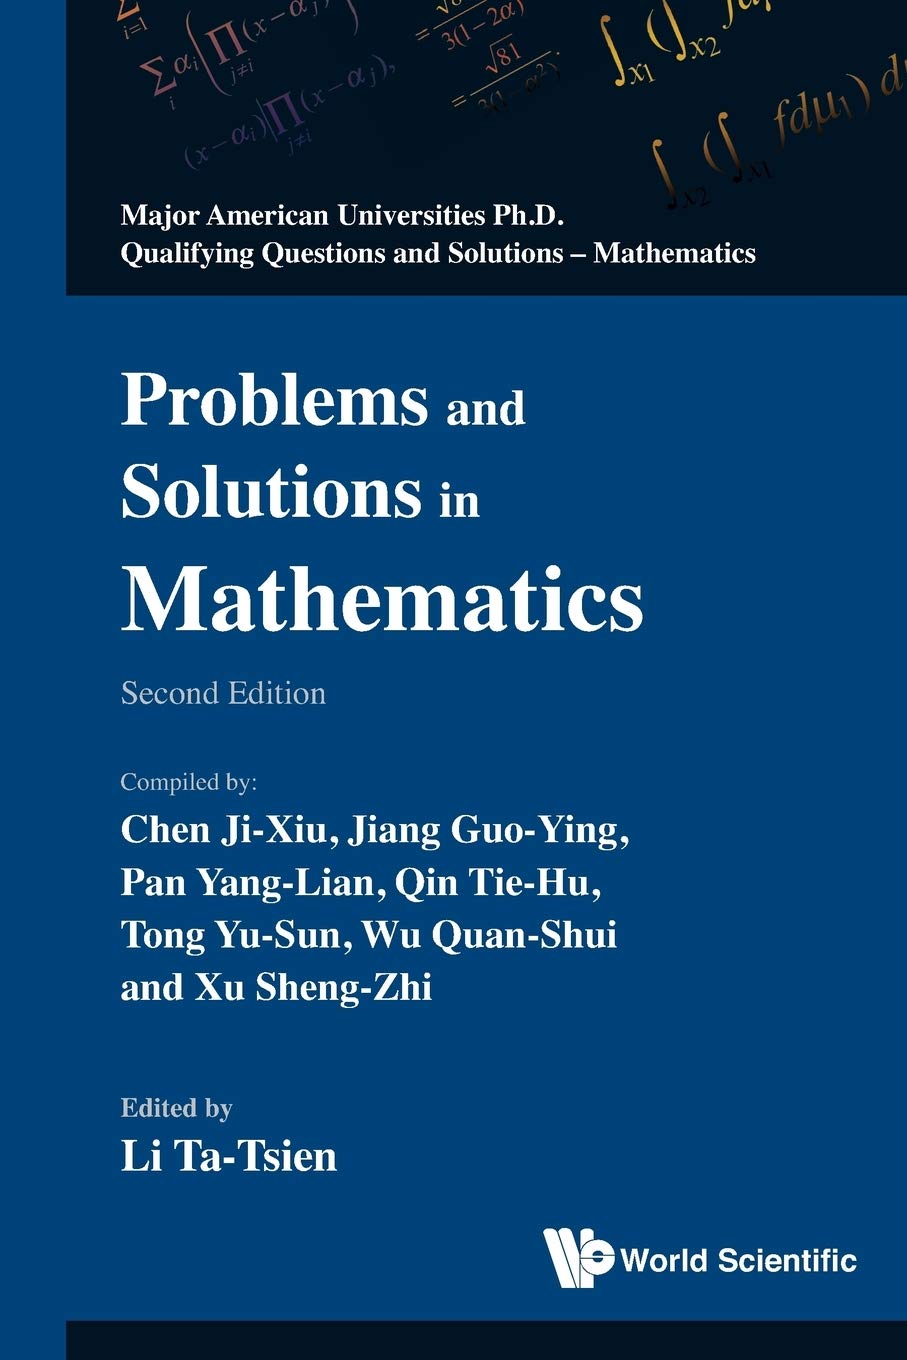 Major American Universities Ph.D.
Qualifying Questions and Solutions – Mathematics
Problems and
Solutions in
Mathematics
Second Edition
Compiled by:
Chen Ji-Xiu, Jiang Guo-Ying,
Pan Yang-Lian, Qin Tie-Hu,
Tong Yu-Sun, Wu Quan-Shui
and Xu Sheng-Zhi
Edited by
Li Ta-Tsien
World Scientific